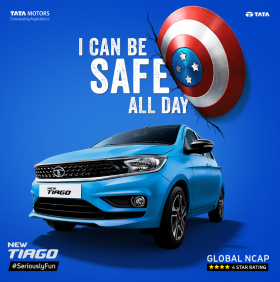 TATA MOTORS
Connecting Aspirations
TATA
I CAN BE
SAFE
ALL DAY
NEW
TIAGO
NEW
TIAGO
#SeriouslyFun
GLOBAL NCAP
★★★★ 4 STAR RATING